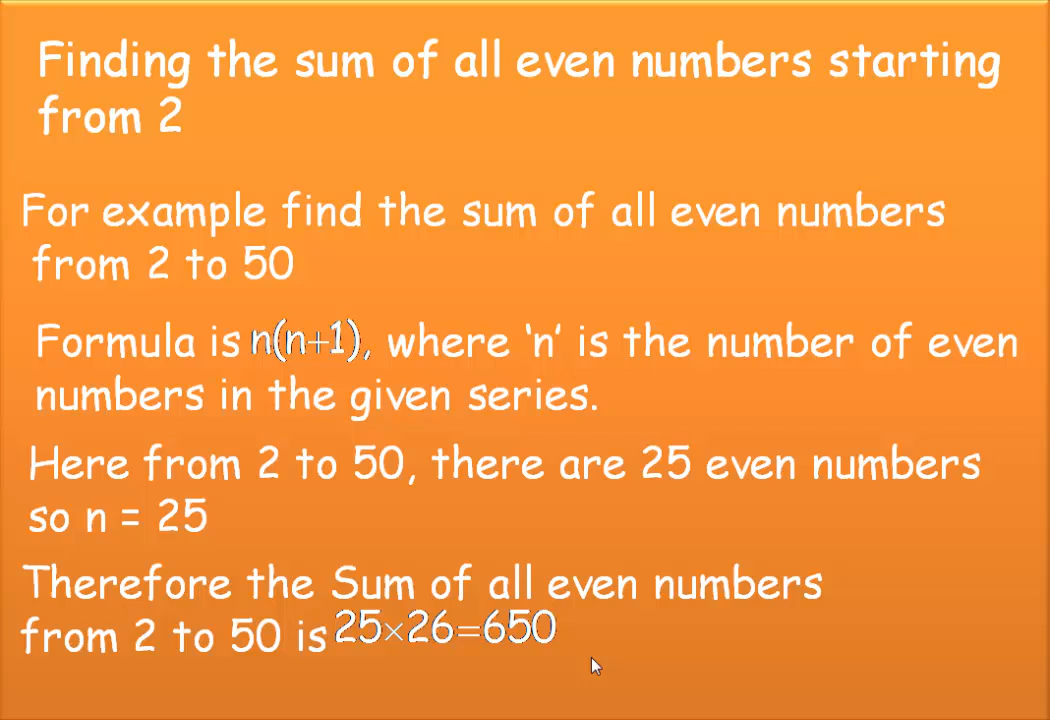 Finding the sum of all even numbers starting
from 2
For example find the sum of all even numbers
from 2 to 50
Formula is n(n+1), where ‘n’ is the number of even
numbers in the given series.
Here from 2 to 50, there are 25 even numbers
so n = 25
Therefore the Sum of all even numbers
from 2 to 50 is 25×26=650